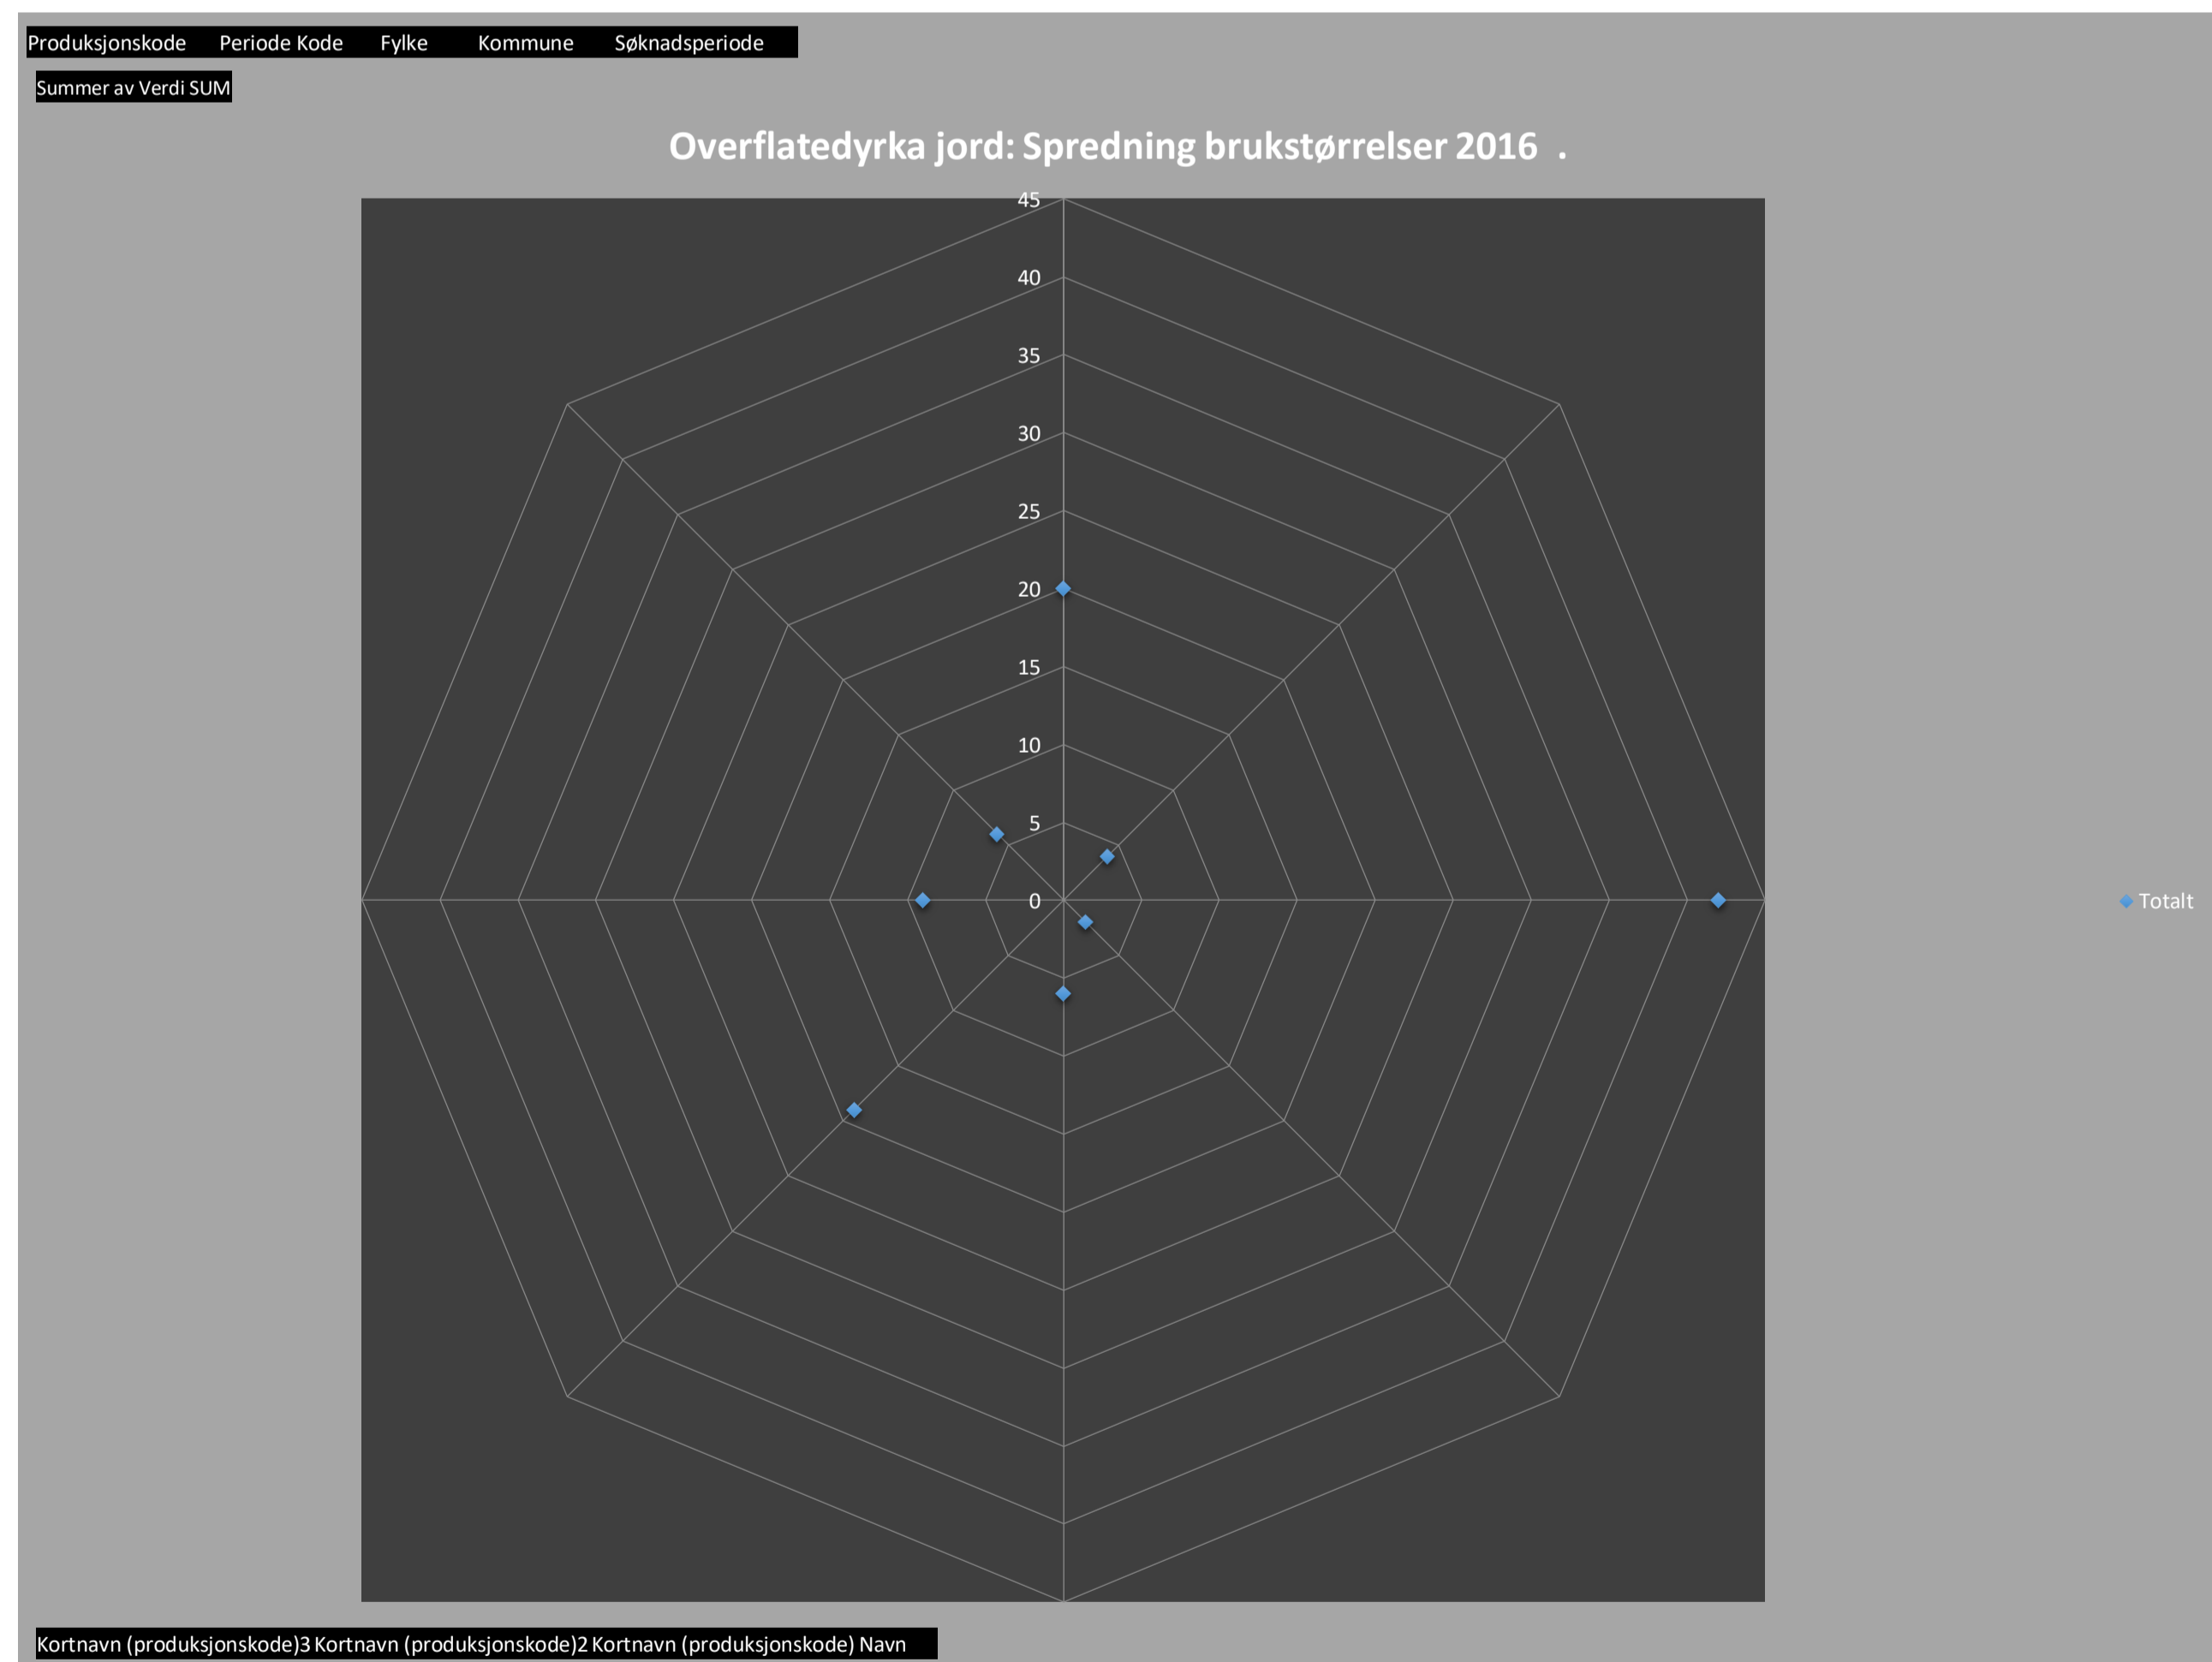 Produksjonskode Periode Kode Fylke Kommune Søknadsperiode
Summer av Verdi SUM
Overflatedyrka jord: Spredning brukstørrelser 2016 .
45
40
35
30
25
20
15
10
5
0
Totalt
Kortnavn (produksjonskode)3 Kortnavn (produksjonskode)2 Kortnavn (produksjonskode) Navn